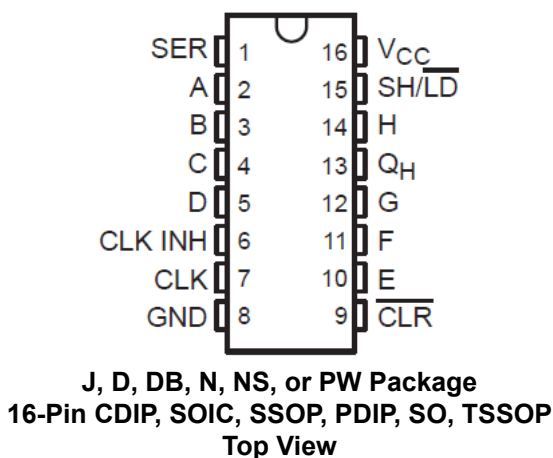 SER 1 16 VCC
A 2 15 SH/L̅D̅
B 3 14 H
C 4 13 QH
D 5 12 G
CLK INH 6 11 F
CLK 7 10 E
GND 8 9 C̅L̅R̅
J, D, DB, N, NS, or PW Package
16-Pin CDIP, SOIC, SSOP, PDIP, SO, TSSOP
Top View